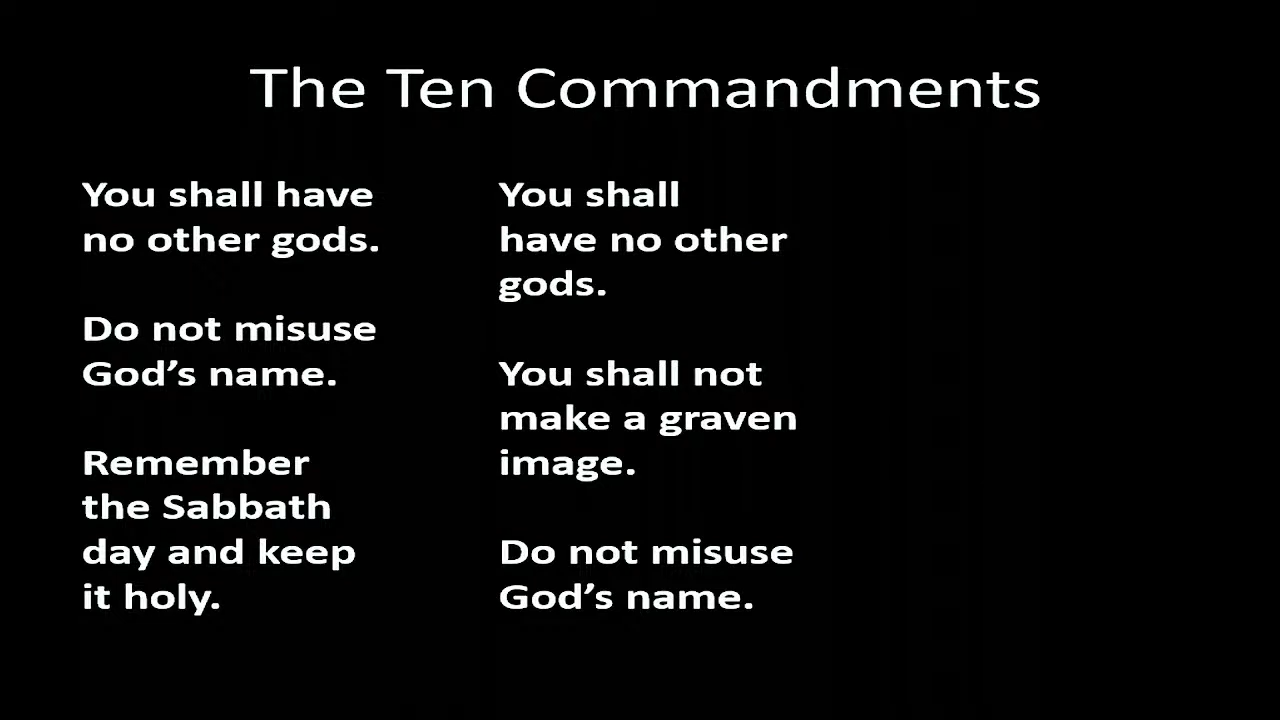 The Ten Commandments
You shall have
no other gods.
Do not misuse
God’s name.
Remember
the Sabbath
day and keep
it holy.
You shall
have no other
gods.
You shall not
make a graven
image.
Do not misuse
God’s name.